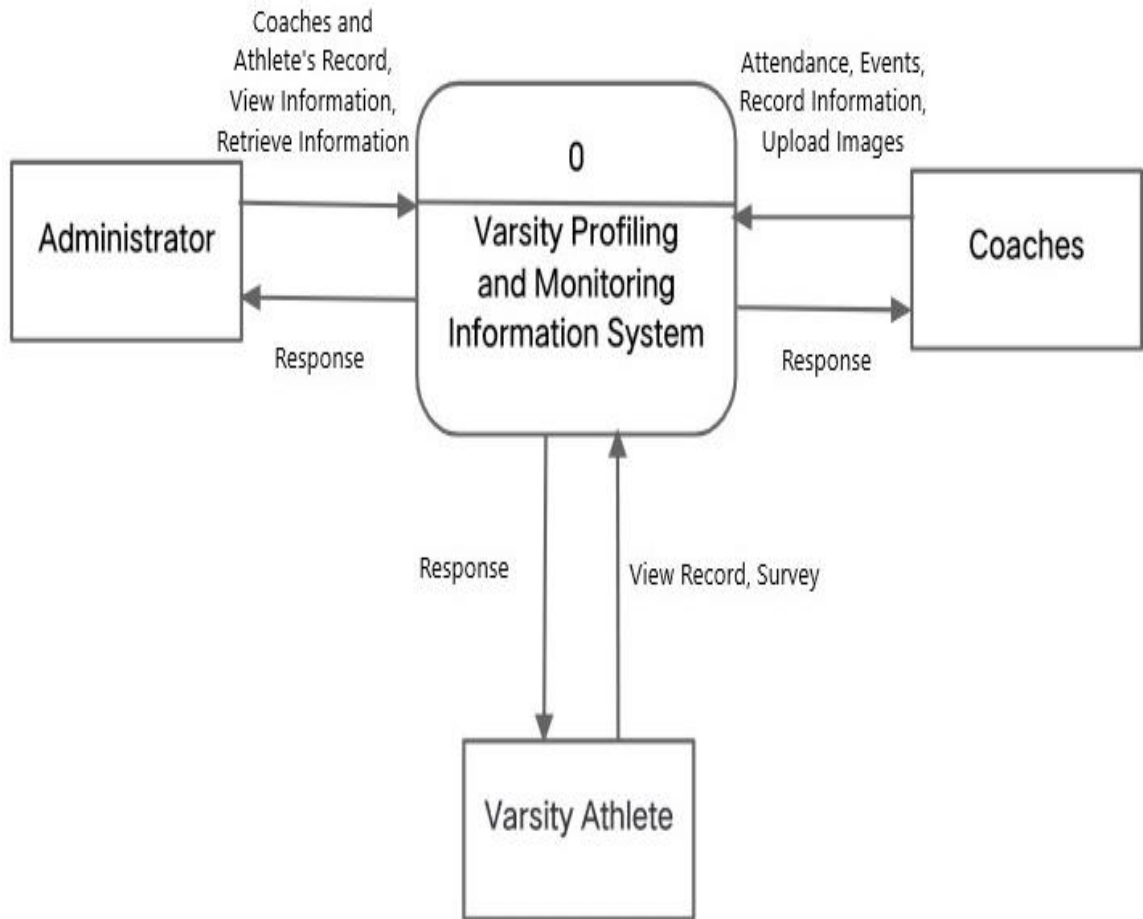 Coaches and
Athlete's Record,
View Information,
Retrieve Information
Attendance, Events,
Record Information,
Upload Images
0
Administrator
Varsity Profiling
and Monitoring
Information System
Coaches
Response
Response
Response
View Record, Survey
Varsity Athlete